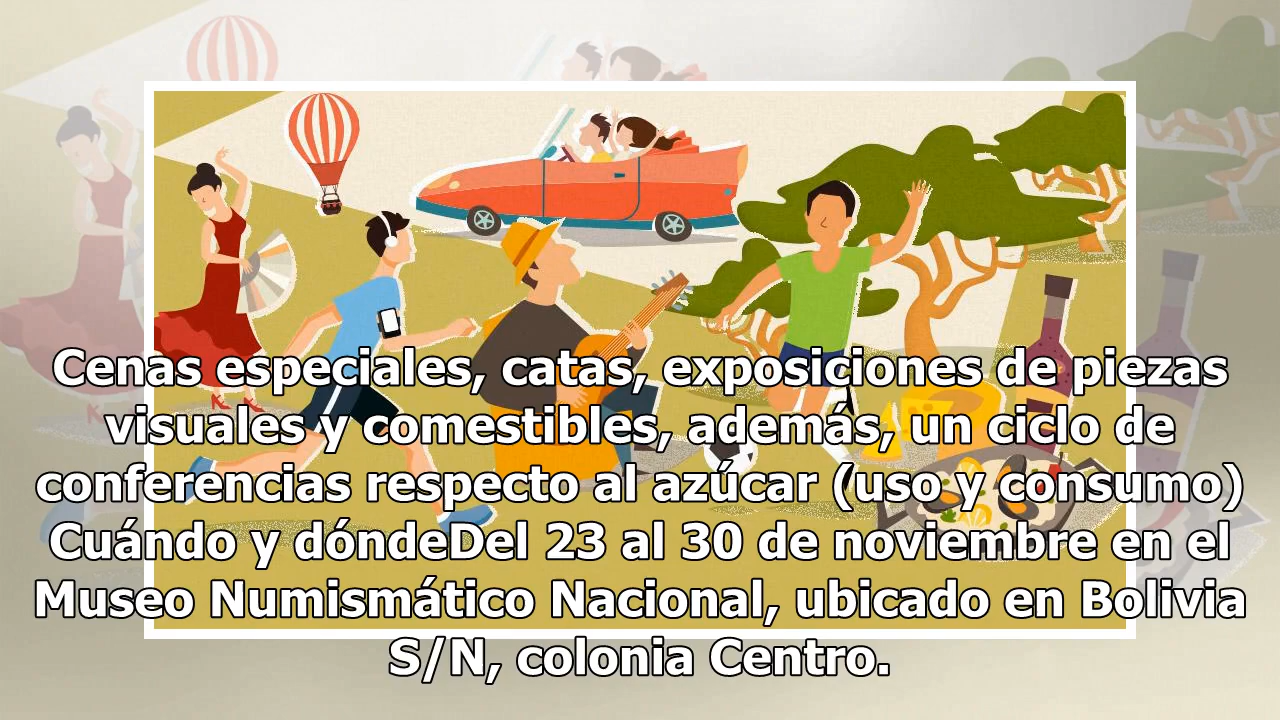 Cenas especiales, catas, exposiciones de piezas
visuales y comestibles, además, un ciclo de
conferencias respecto al azúcar (uso y consumo)
Cuándo y dóndeDel 23 al 30 de noviembre en el
Museo Numismático Nacional, ubicado en Bolivia
S/N, colonia Centro.